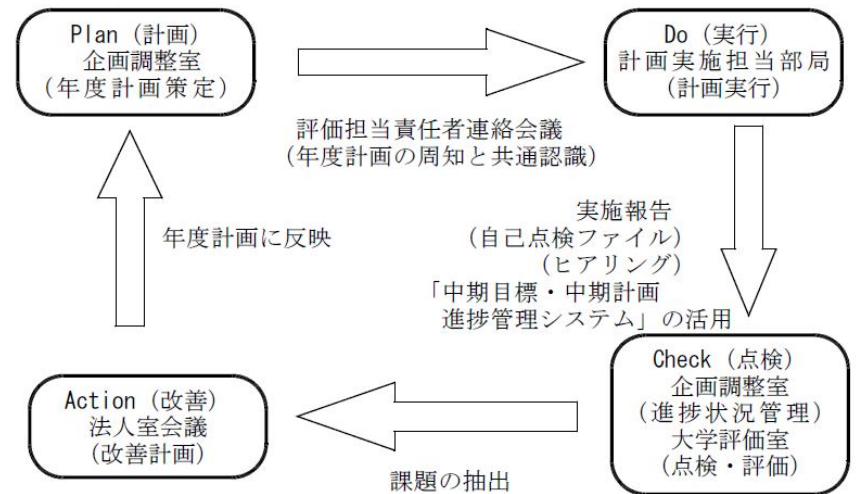 Plan（計画）
企画調整室
（年度計画策定）
Do（実行）
計画実施担当部局
（計画実行）
評価担当責任者連絡会議
（年度計画の周知と共通認識）
実施報告
（自己点検ファイル）
（ヒアリング）
「中期目標・中期計画
進捗管理システム」の活用
年度計画に反映
Check（点検）
企画調整室
（進捗状況管理）
大学評価室
（点検・評価）
Action（改善）
法人室会議
（改善計画）
課題の抽出